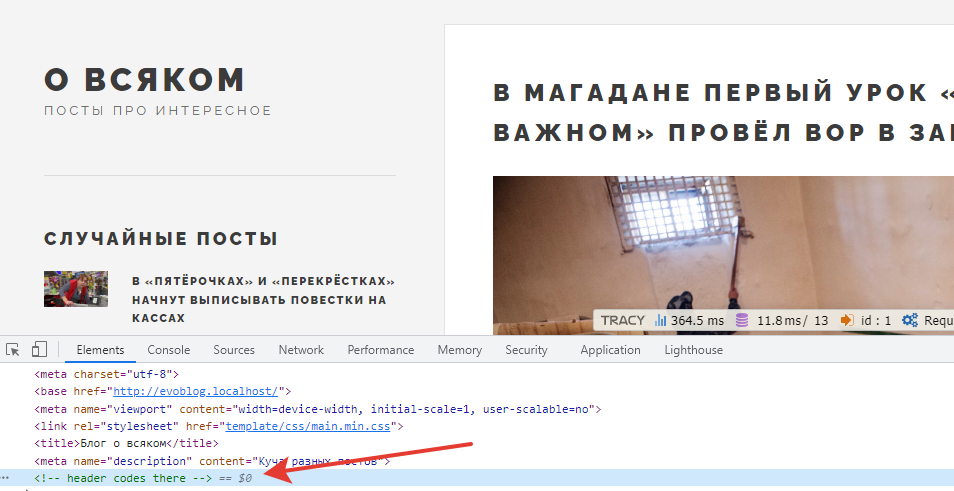 О ВСЯКОМ
ПОСТЫ ПРО ИНТЕРЕСНОЕ
СЛУЧАЙНЫЕ ПОСТЫ
В «ПЯТЁРОЧКАХ» И «ПЕРЕКРЁСТКАХ»
НАЧНУТ ВЫПИСЫВАТЬ ПОВЕСТКИ НА
КАССАХ
В МАГАДАНЕ ПЕРВЫЙ УРОК «
ВАЖНОМ» ПРОВЁЛ ВОР В ЗА
TRACY 364.5 ms 11.8 ms / 13 id : 1 Requ
Elements Console Sources Network Performance Memory Security Application Lighthouse
<meta charset="utf-8">
<base href="http://evoblog.localhost/">
<meta name="viewport" content="width=device-width, initial-scale=1, user-scalable=no">
<link rel="stylesheet" href="template/css/main.min.css">
<title>Блог о всяком</title>
<meta name="description" content="Куча разных постов">
<!-- header codes there --> == $0